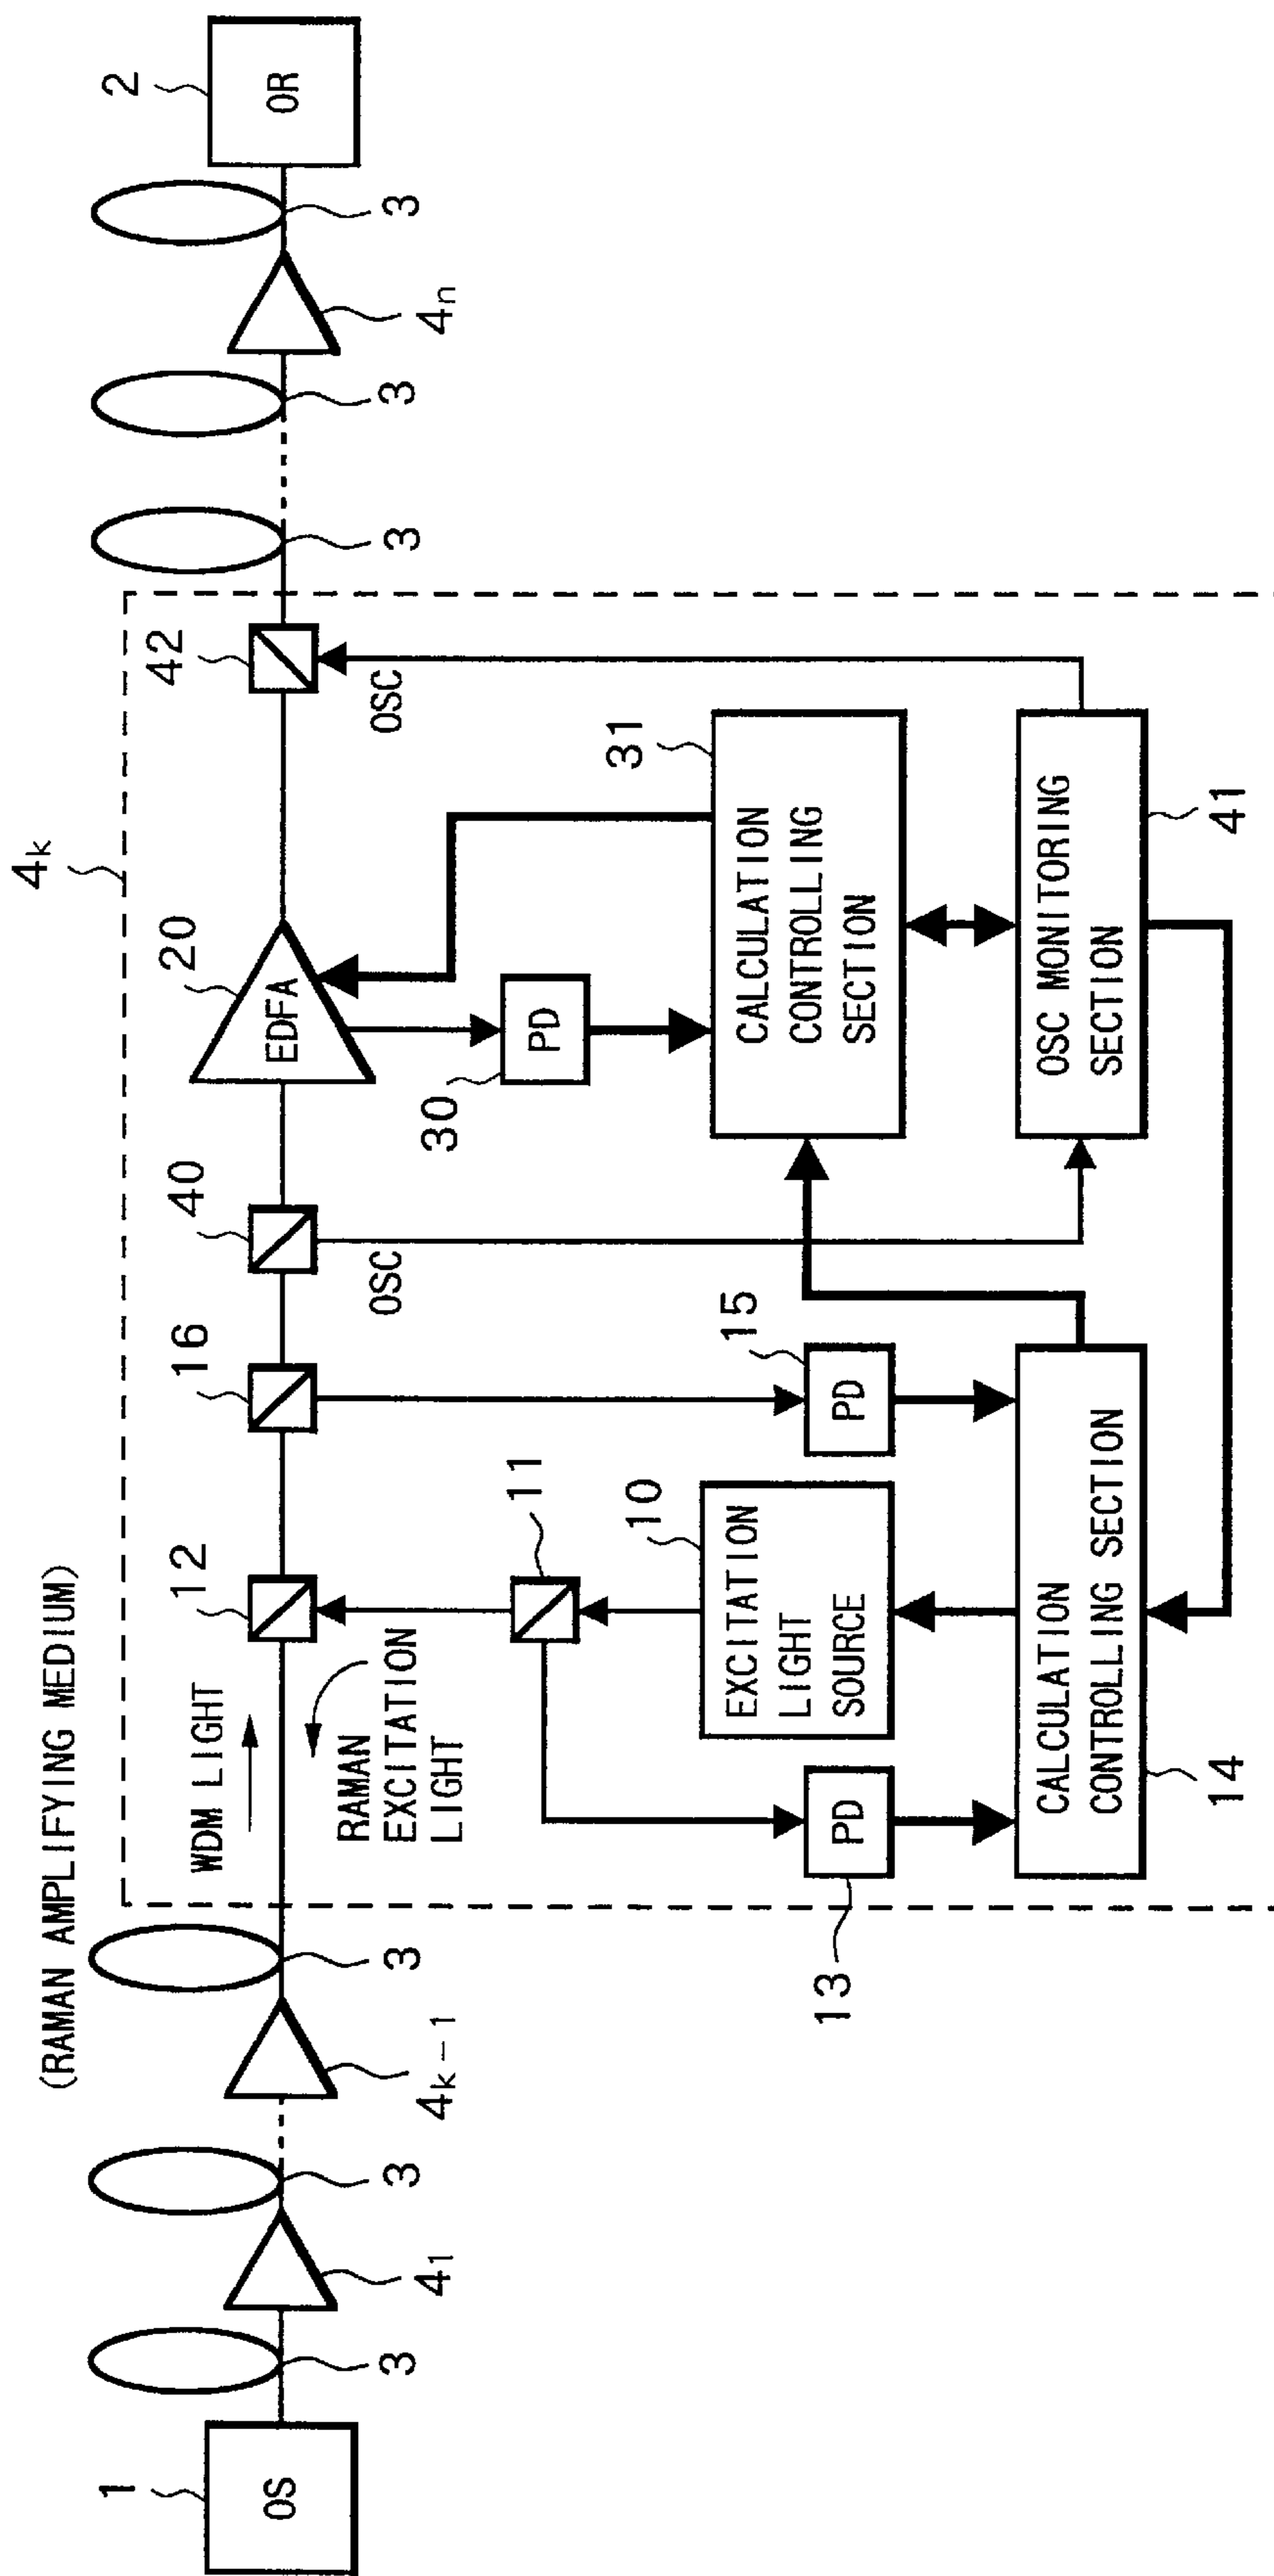 (RAMAN AMPLIFYING MEDIUM)
4k
1
OS
3
41
3
4k-1
3
WDM LIGHT
RAMAN
EXCITATION
LIGHT
12
16
40
OSC
20
EDFA
42
OSC
3
3
4n
3
2
OR
11
10
EXCITATION
LIGHT
SOURCE
13
PD
15
PD
30
PD
31
CALCULATION
CONTROLLING
SECTION
14
CALCULATION
CONTROLLING SECTION
OSC MONITORING
SECTION
41